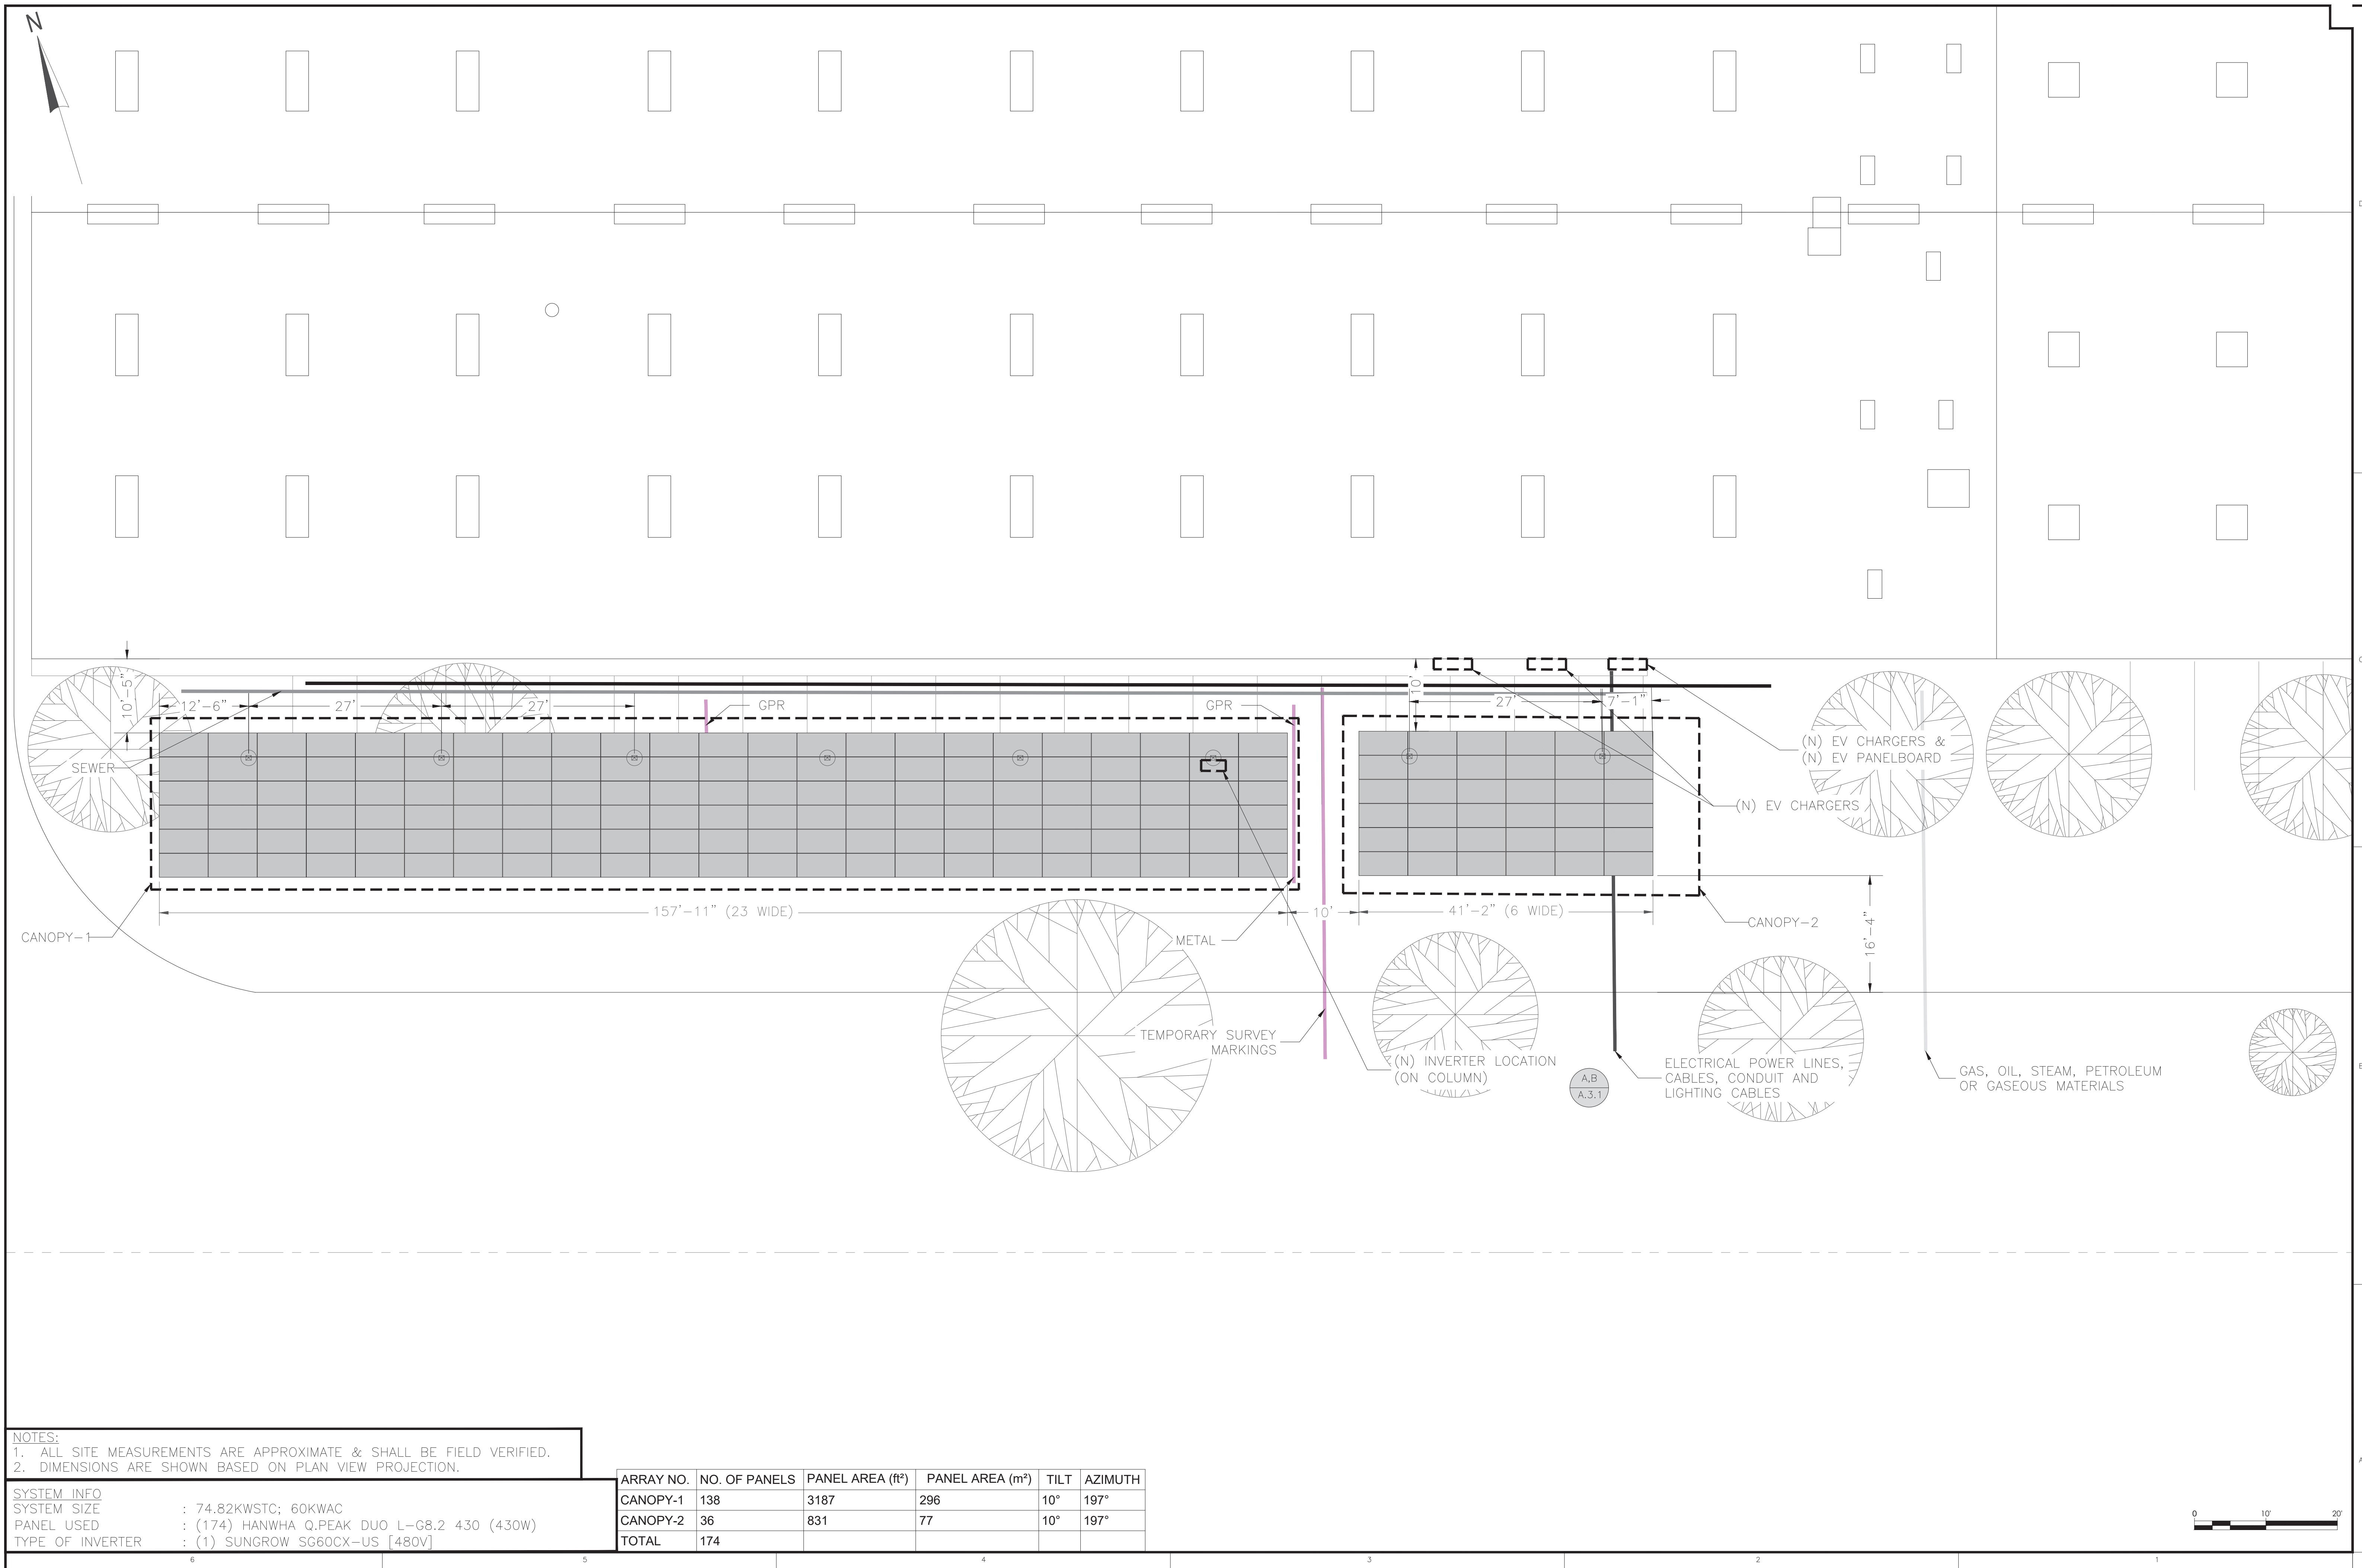 N
D
10'-5"
12'-6"
27'
27'
GPR
GPR
10'
27'
7'-1"
C
(N) EV CHARGERS &
(N) EV PANELBOARD
SEWER
(N) EV CHARGERS
157'-11" (23 WIDE)
10'
41'-2" (6 WIDE)
CANOPY-1
METAL
CANOPY-2
16'-4"
TEMPORARY SURVEY
MARKINGS
(N) INVERTER LOCATION
(ON COLUMN)
A,B
A.3.1
ELECTRICAL POWER LINES,
CABLES, CONDUIT AND
LIGHTING CABLES
GAS, OIL, STEAM, PETROLEUM
OR GASEOUS MATERIALS
B
NOTES:
1. ALL SITE MEASUREMENTS ARE APPROXIMATE & SHALL BE FIELD VERIFIED.
2. DIMENSIONS ARE SHOWN BASED ON PLAN VIEW PROJECTION.
A
SYSTEM INFO
SYSTEM SIZE : 74.82KWSTC; 60KWAC
PANEL USED : (174) HANWHA Q.PEAK DUO L-G8.2 430 (430W)
TYPE OF INVERTER : (1) SUNGROW SG60CX-US [480V]
ARRAY NO. NO. OF PANELS PANEL AREA (ft²) PANEL AREA (m²) TILT AZIMUTH
CANOPY-1 138 3187 296 10° 197°
CANOPY-2 36 831 77 10° 197°
TOTAL 174
0 10' 20'
6 5 4 3 2 1